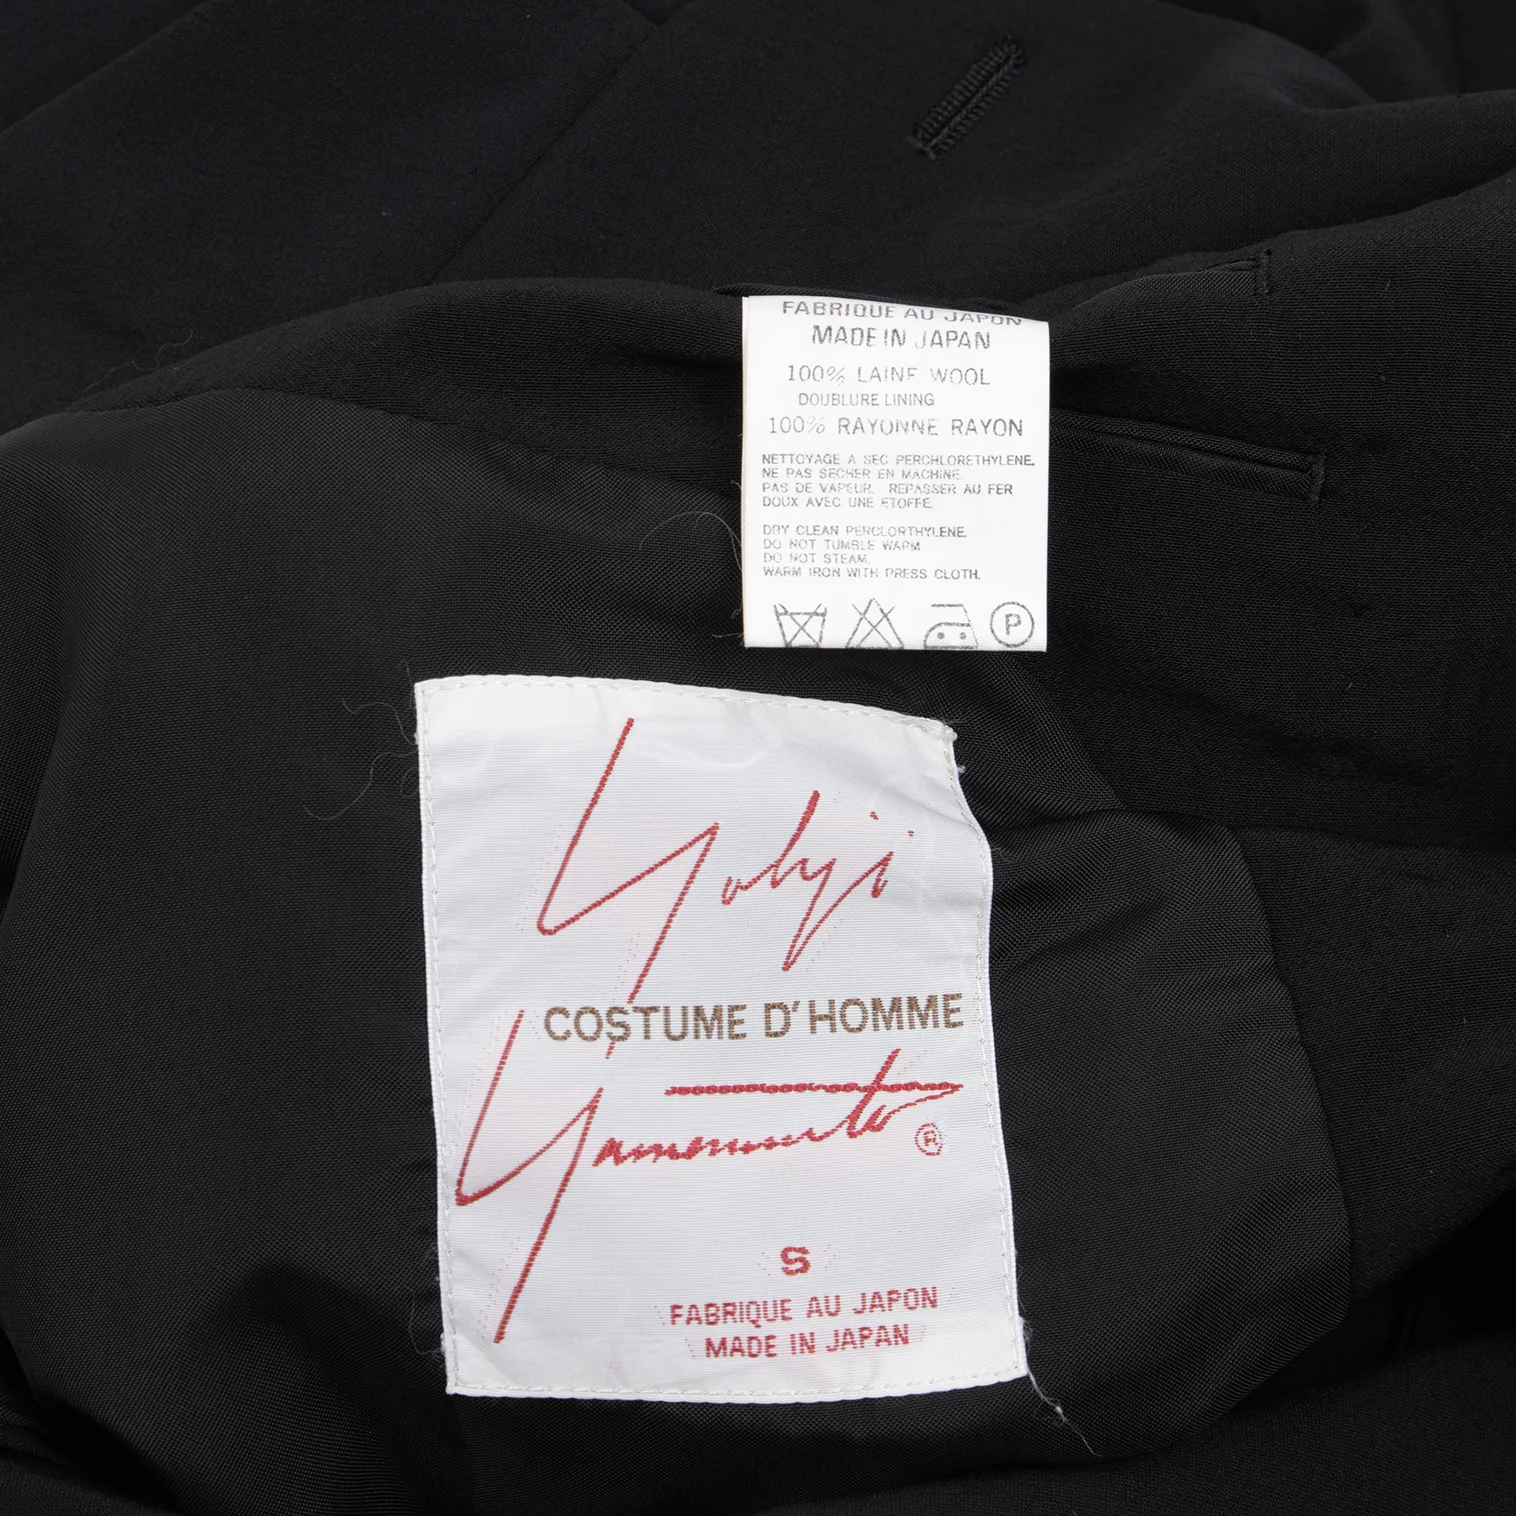 FABRIQUE AU JAPON
MADE IN JAPAN
100% LAINE WOOL
DOUBLURE LINING
100% RAYONNE RAYON
NETTOYAGE A SEC PERCHLORETHYLENE.
NE PAS SECHER EN MACHINE.
PAS DE VAPEUR. REPASSER AU FER
DOUX AVEC UNE ETOFFE.
DRY CLEAN PERCLORTHYLENE.
DO NOT TUMBLE WARM
DO NOT STEAM.
WARM IRON WITH PRESS CLOTH.
P
Yohji
COSTUME D'HOMME
Yamamoto ®
S
FABRIQUE AU JAPON
MADE IN JAPAN